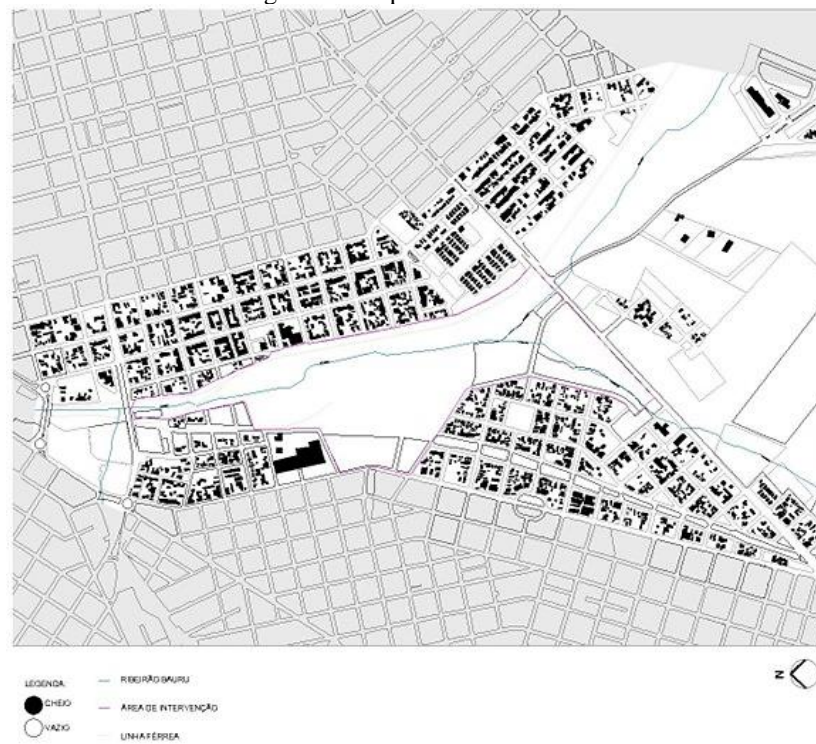 LEGENDA
CHEIO
VAZIO
RIBEIRÃO BAURU
ÁREA DE INTERVENÇÃO
LINHA FÉRREA
N